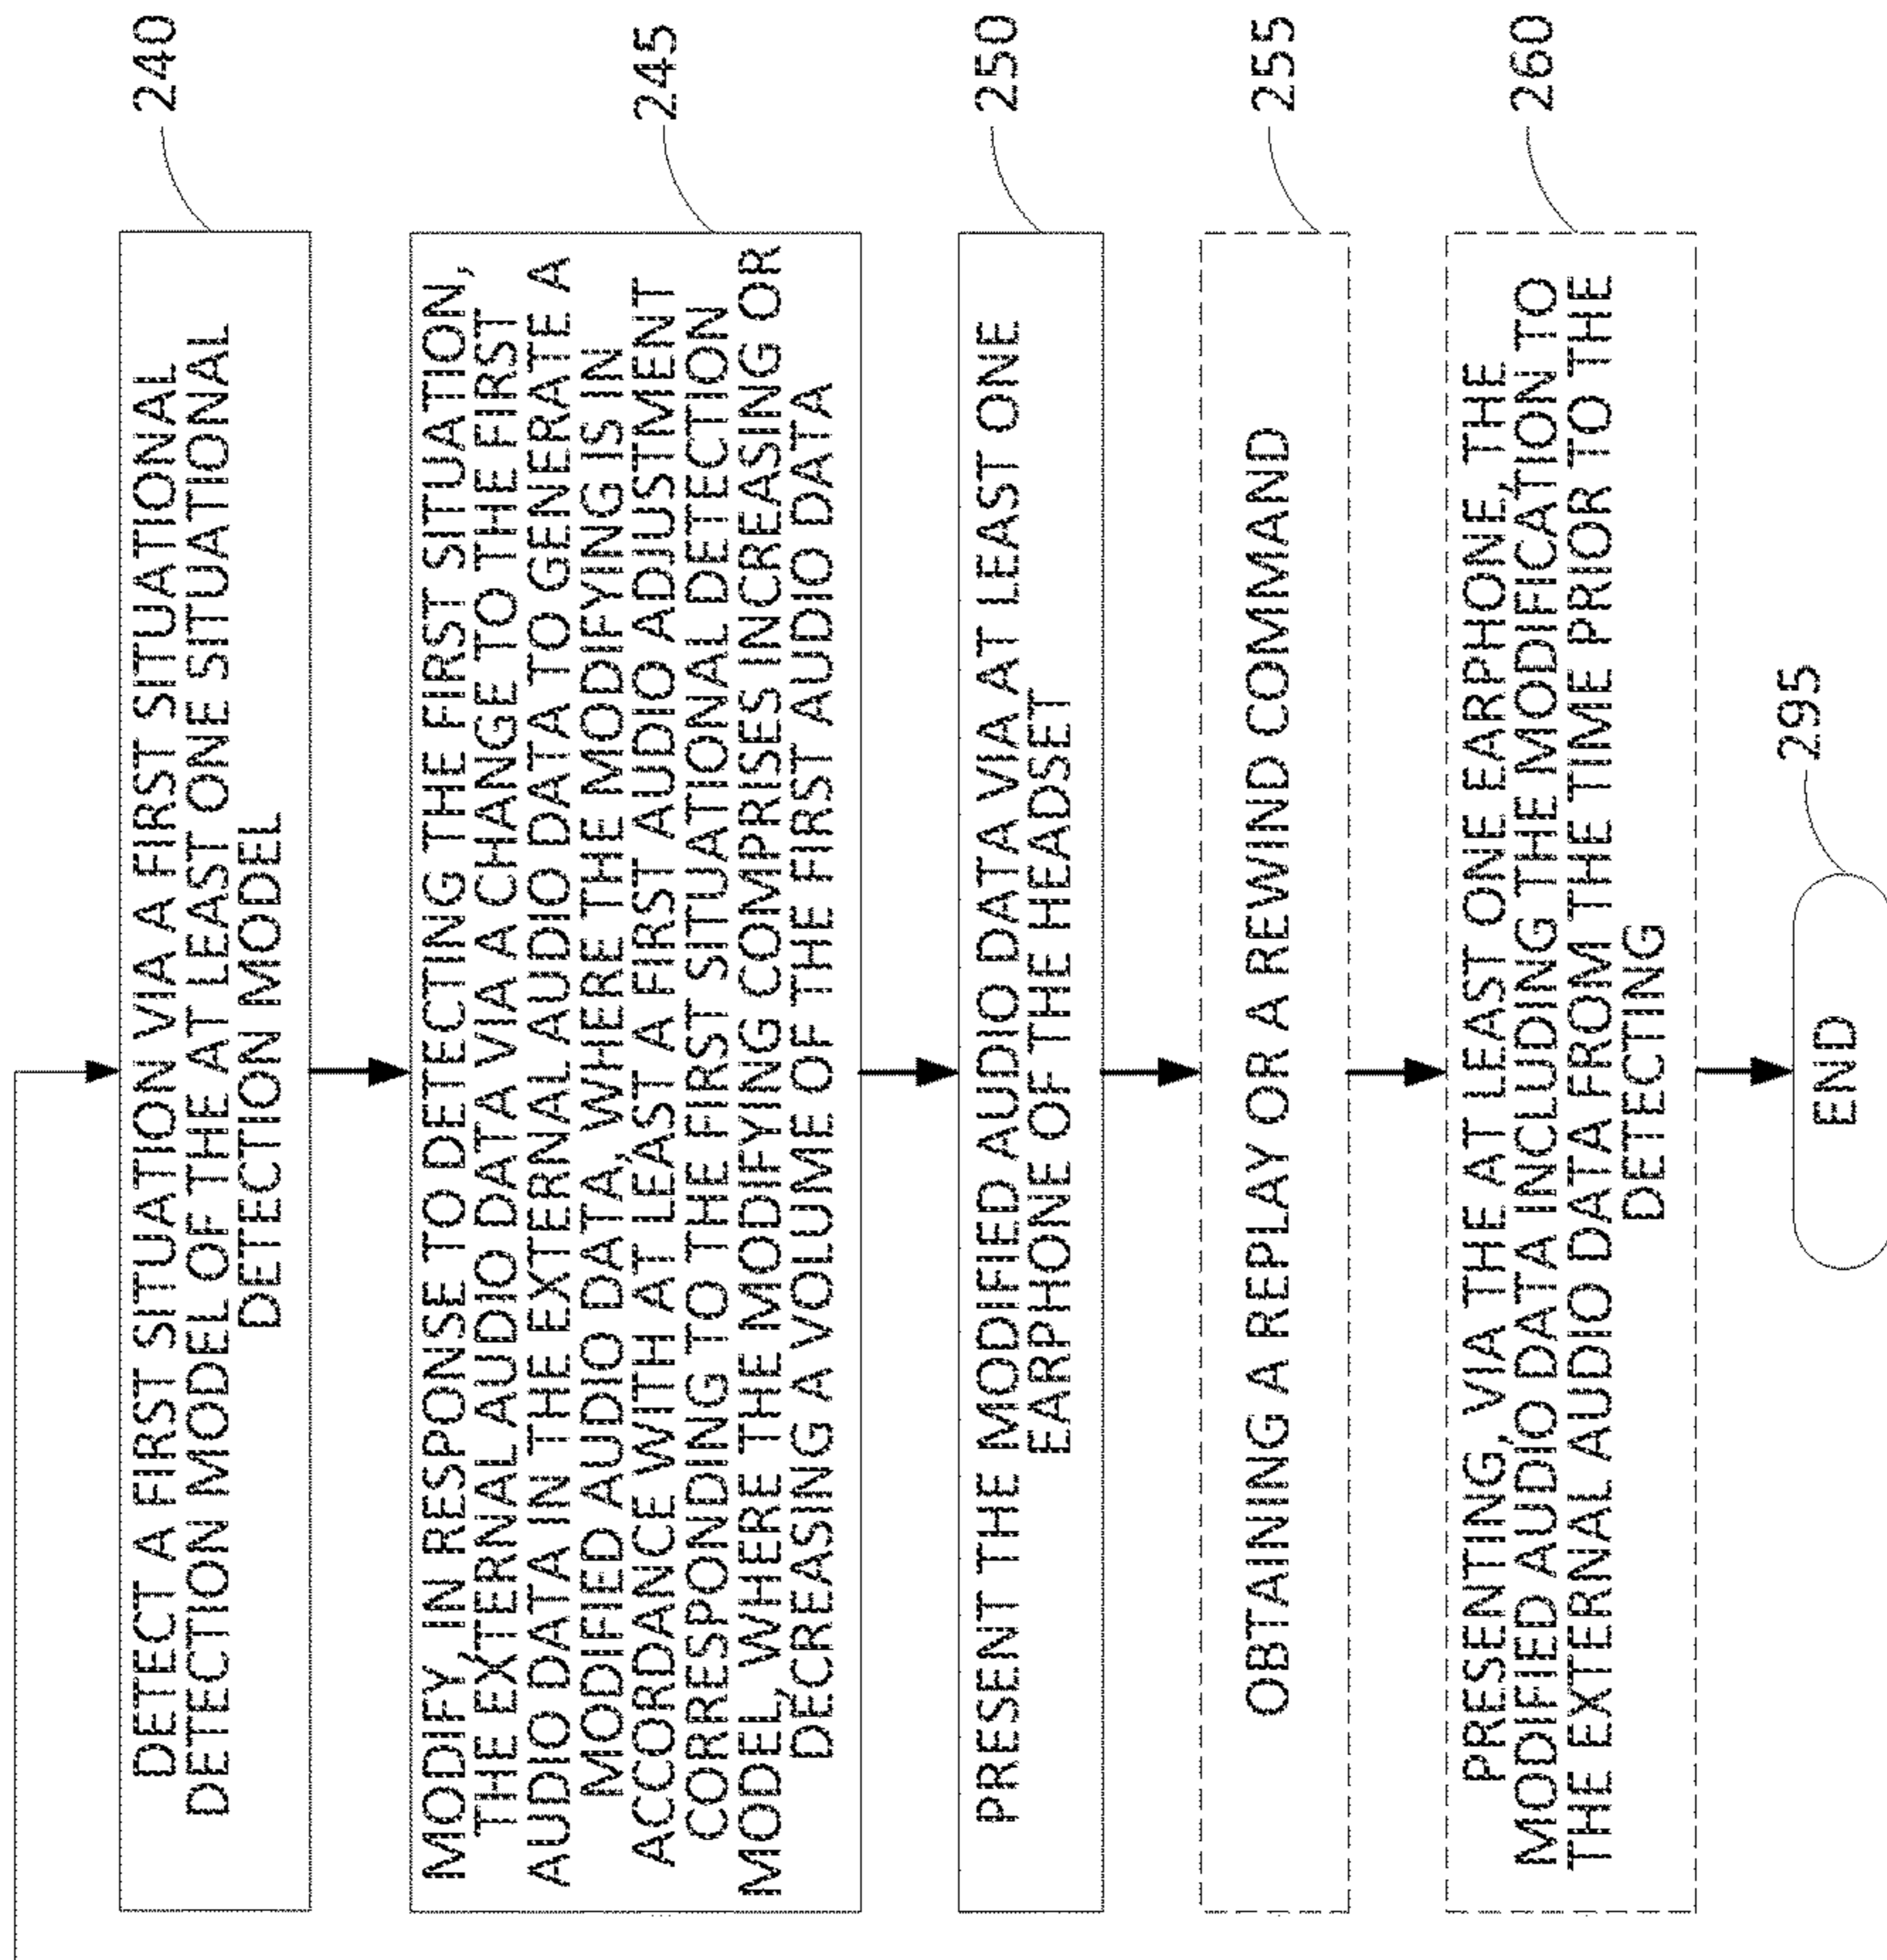 240
DETECT A FIRST SITUATION VIA A FIRST SITUATIONAL
DETECTION MODEL OF THE AT LEAST ONE SITUATIONAL
DETECTION MODEL
245
MODIFY, IN RESPONSE TO DETECTING THE FIRST SITUATION,
THE EXTERNAL AUDIO DATA VIA A CHANGE TO THE FIRST
AUDIO DATA IN THE EXTERNAL AUDIO DATA TO GENERATE A
MODIFIED AUDIO DATA, WHERE THE MODIFYING IS IN
ACCORDANCE WITH AT LEAST A FIRST AUDIO ADJUSTMENT
CORRESPONDING TO THE FIRST SITUATIONAL DETECTION
MODEL, WHERE THE MODIFYING COMPRISES INCREASING OR
DECREASING A VOLUME OF THE FIRST AUDIO DATA
250
PRESENT THE MODIFIED AUDIO DATA VIA AT LEAST ONE
EARPHONE OF THE HEADSET
255
OBTAINING A REPLAY OR A REWIND COMMAND
260
PRESENTING, VIA THE AT LEAST ONE EARPHONE, THE
MODIFIED AUDIO DATA INCLUDING THE MODIFICATION TO
THE EXTERNAL AUDIO DATA FROM THE TIME PRIOR TO THE
DETECTING
295
END